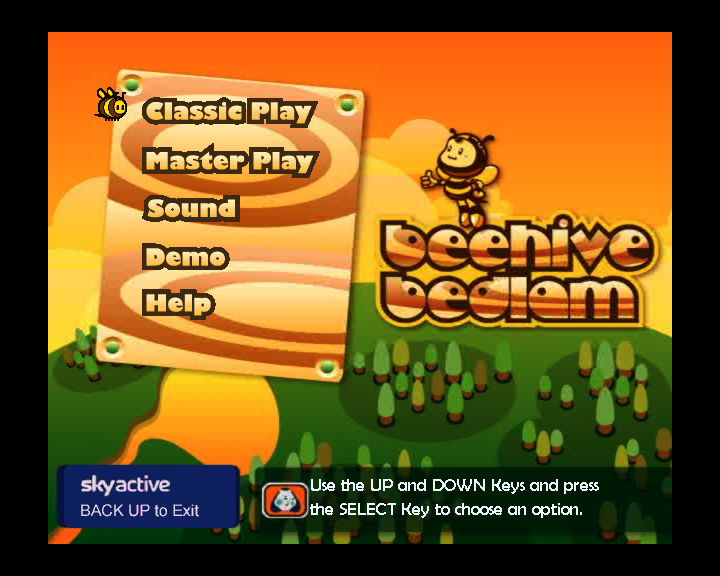 Classic Play
Master Play
Sound
Demo
Help
beehive
bedlam
skyactive
BACK UP to Exit
Use the UP and DOWN Keys and press
the SELECT Key to choose an option.